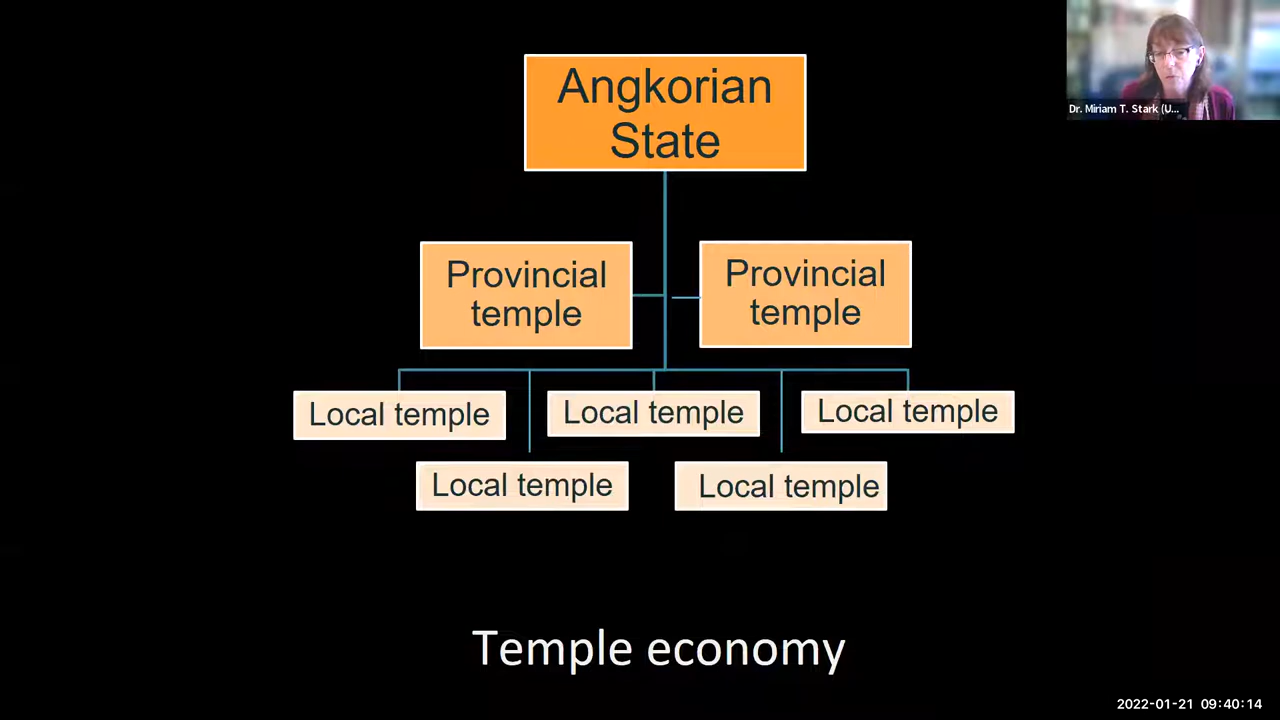 Angkorian
State
Dr. Miriam T. Stark (U...
Provincial
temple
Provincial
temple
Local temple
Local temple
Local temple
Local temple
Local temple
Temple economy
2022-01-21 09:40:14